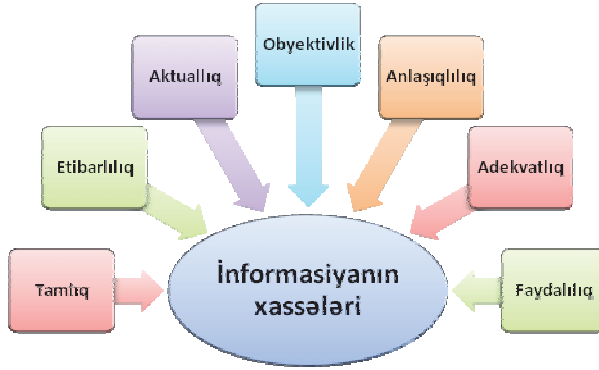 Obyektivlik
Aktuallıq
Anlaşıqlılıq
Etibarlılıq
Adekvatlıq
Tamlıq
İnformasiyanın
xassələri
Faydalılıq